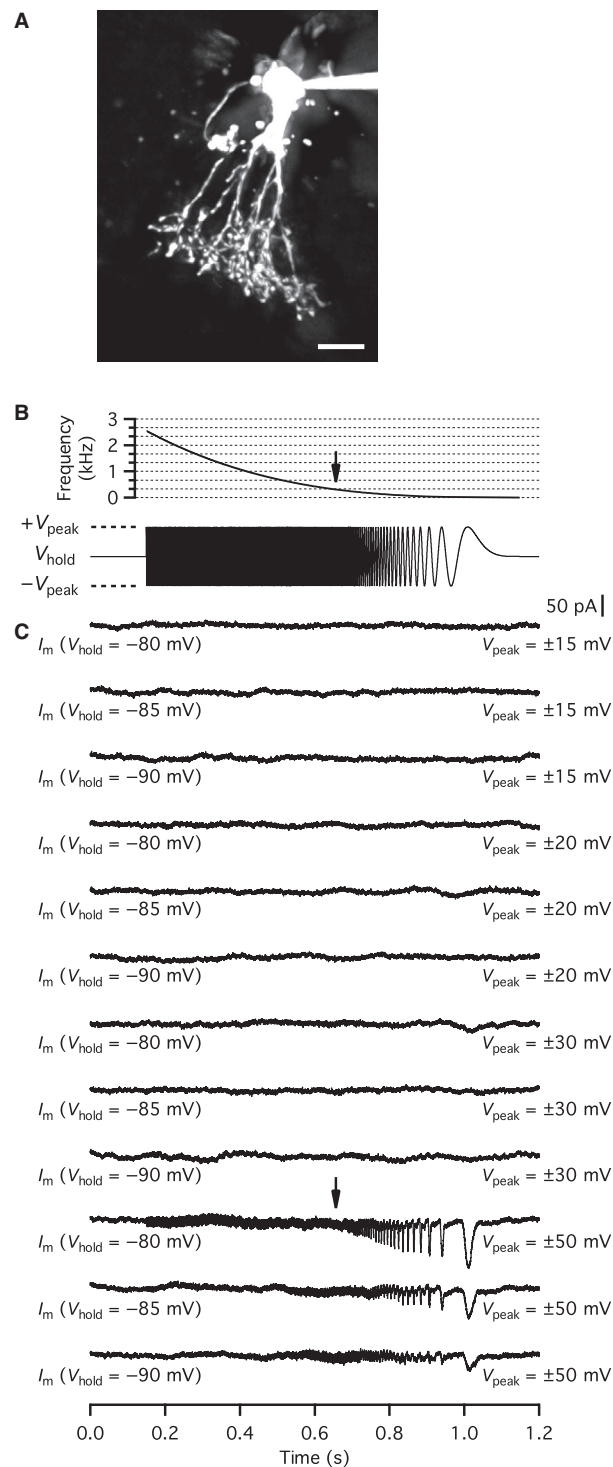 A
B
Frequency
(kHz)
3
2
1
0
+Vpeak
Vhold
−Vpeak
50 pA
C
Im (Vhold = −80 mV) Vpeak = ±15 mV
Im (Vhold = −85 mV) Vpeak = ±15 mV
Im (Vhold = −90 mV) Vpeak = ±15 mV
Im (Vhold = −80 mV) Vpeak = ±20 mV
Im (Vhold = −85 mV) Vpeak = ±20 mV
Im (Vhold = −90 mV) Vpeak = ±20 mV
Im (Vhold = −80 mV) Vpeak = ±30 mV
Im (Vhold = −85 mV) Vpeak = ±30 mV
Im (Vhold = −90 mV) Vpeak = ±30 mV
Im (Vhold = −80 mV) Vpeak = ±50 mV
Im (Vhold = −85 mV) Vpeak = ±50 mV
Im (Vhold = −90 mV) Vpeak = ±50 mV
0.0 0.2 0.4 0.6 0.8 1.0 1.2
Time (s)